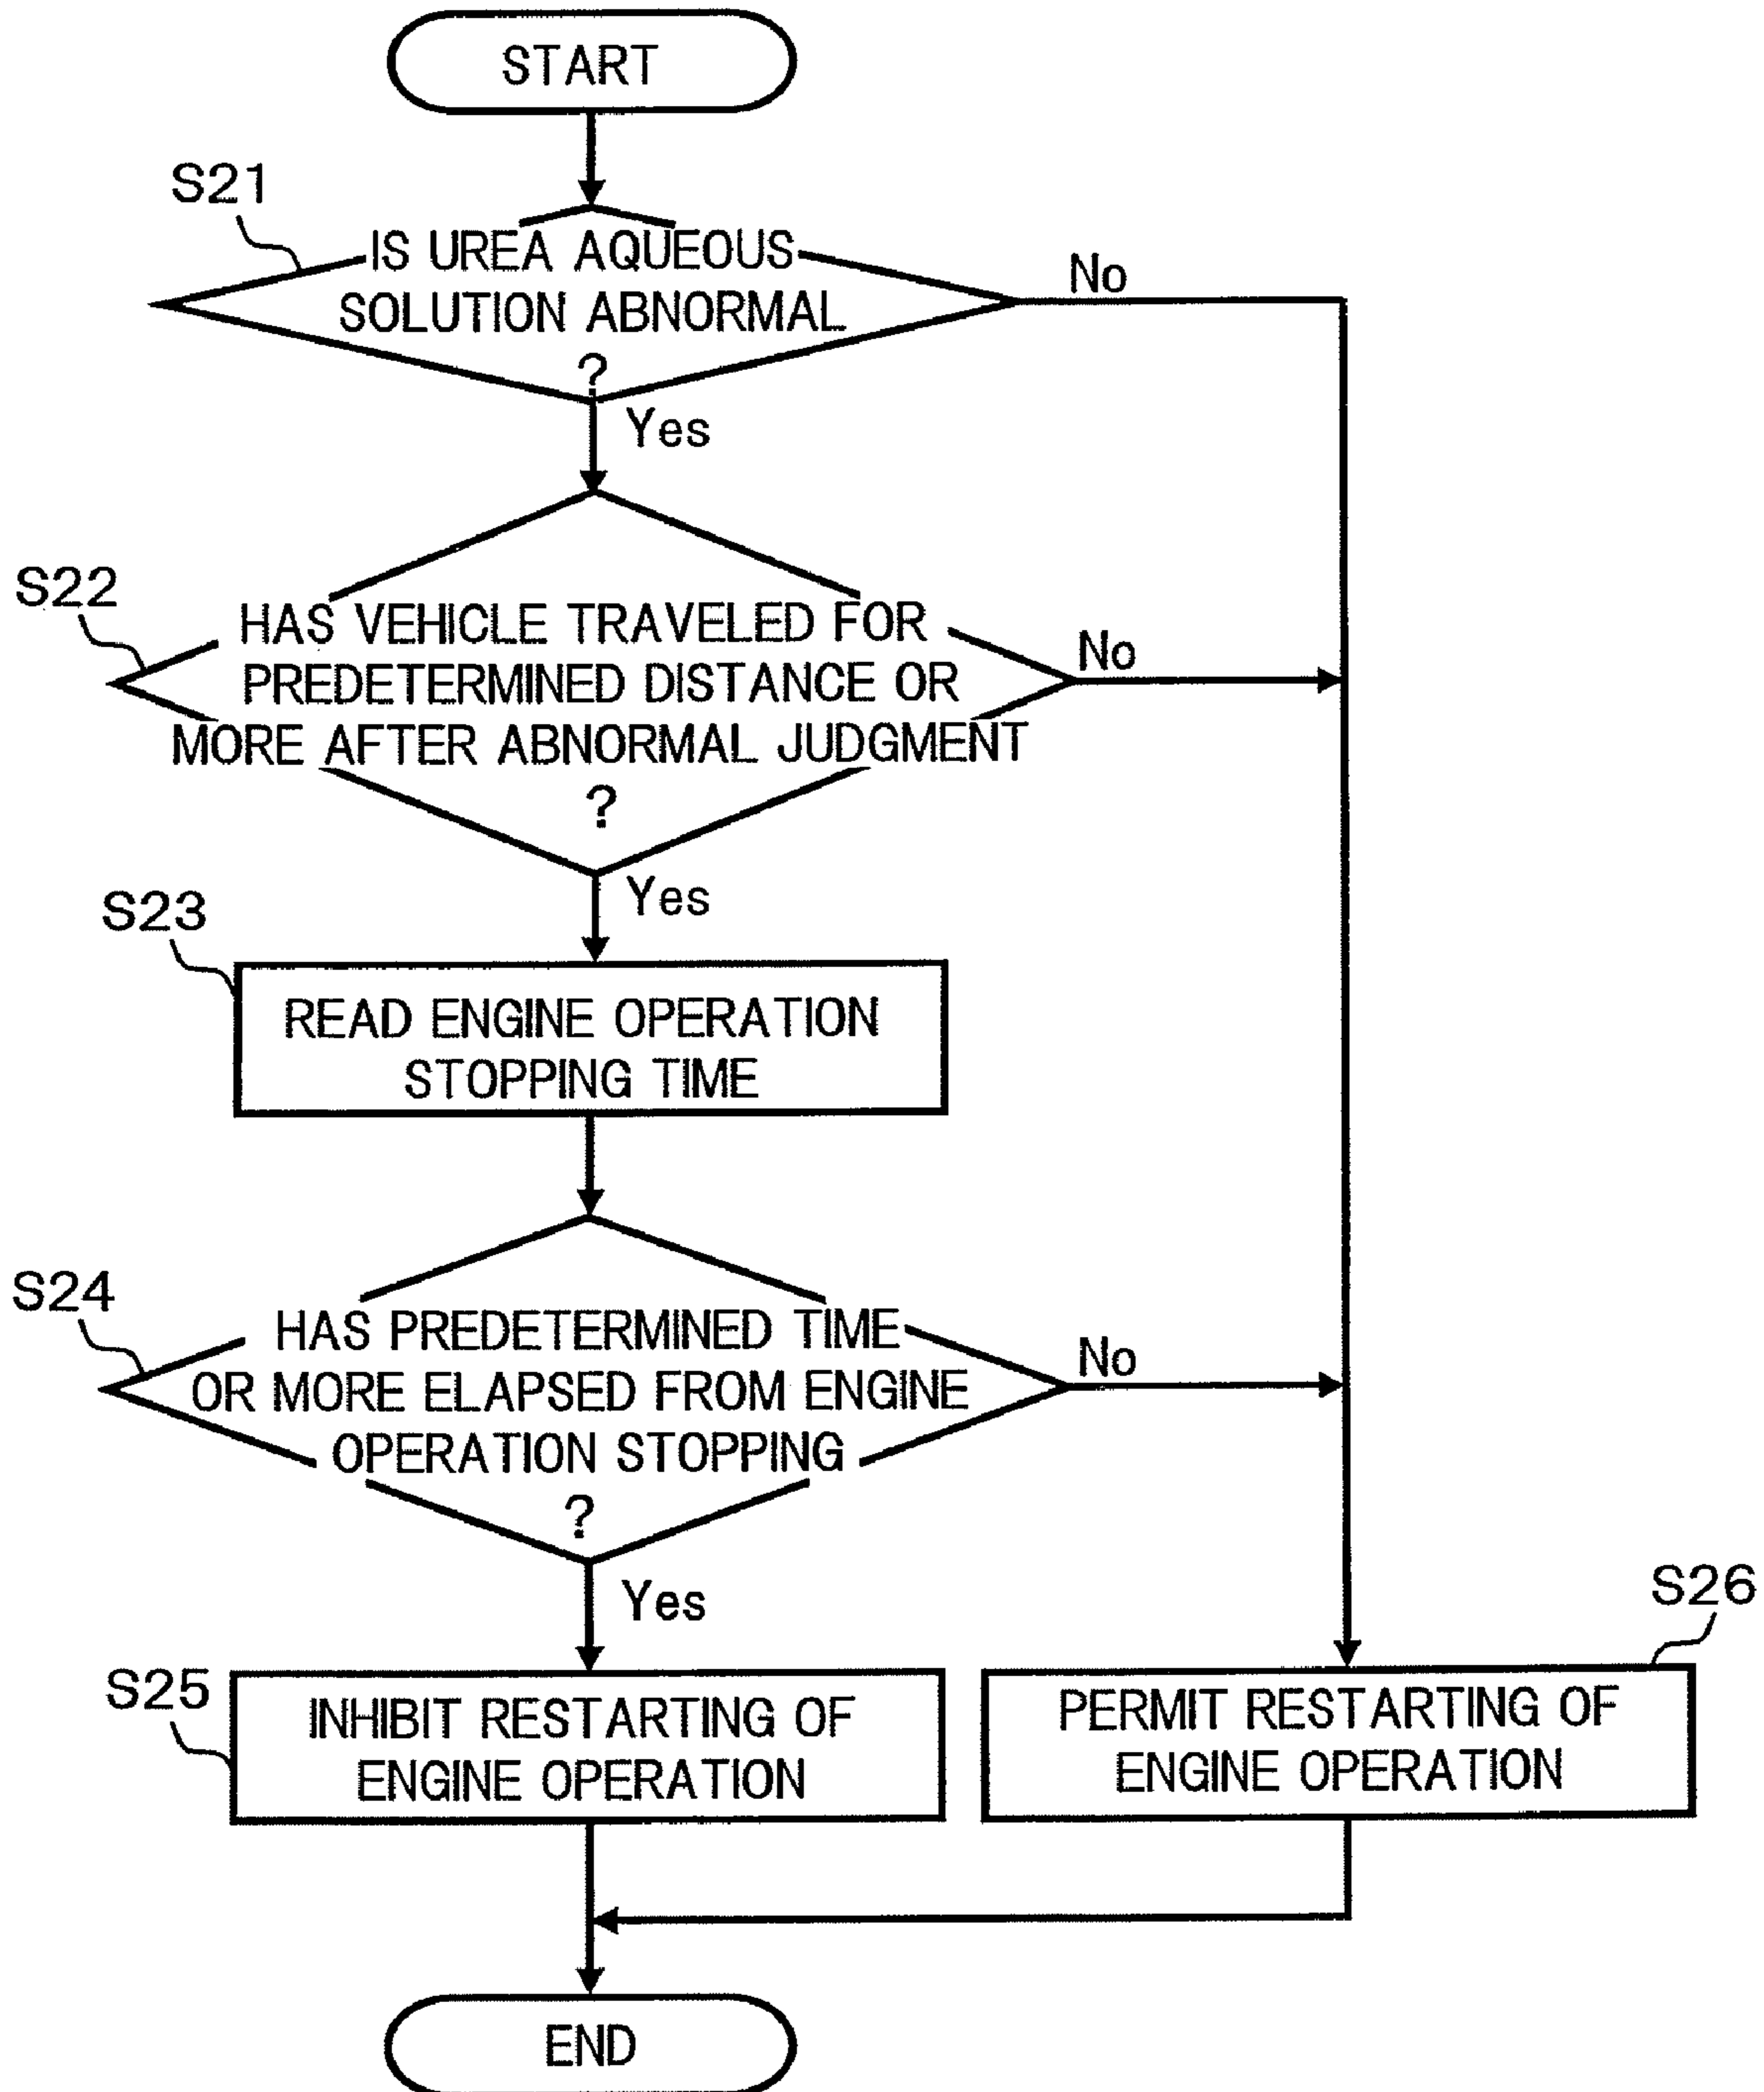 START
S21
IS UREA AQUEOUS
SOLUTION ABNORMAL
?
No
Yes
S22
HAS VEHICLE TRAVELED FOR
PREDETERMINED DISTANCE OR
MORE AFTER ABNORMAL JUDGMENT
?
No
Yes
S23
READ ENGINE OPERATION
STOPPING TIME
S24
HAS PREDETERMINED TIME
OR MORE ELAPSED FROM ENGINE
OPERATION STOPPING
?
No
Yes
S25
INHIBIT RESTARTING OF
ENGINE OPERATION
S26
PERMIT RESTARTING OF
ENGINE OPERATION
END